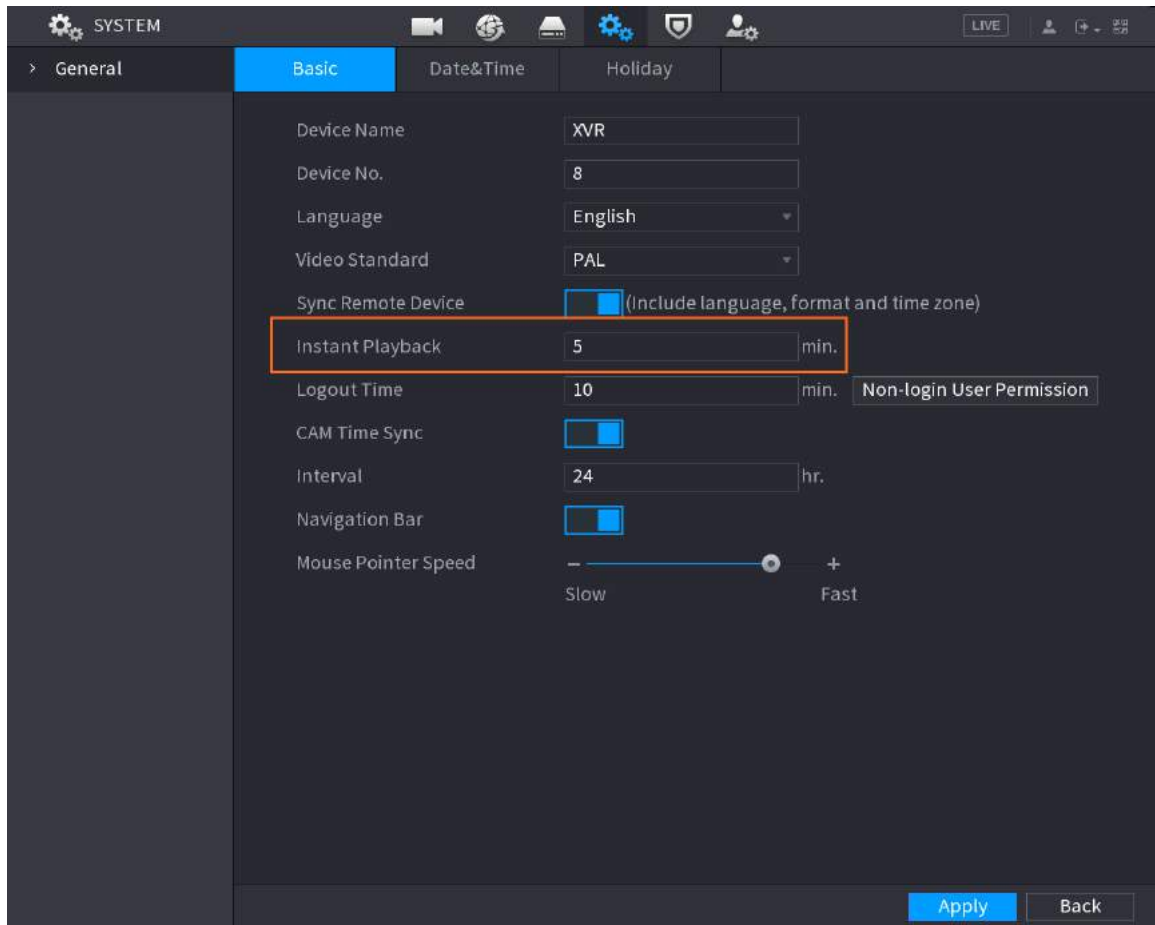 SYSTEM LIVE
> General Basic Date&Time Holiday
Device Name XVR
Device No. 8
Language English
Video Standard PAL
Sync Remote Device (Include language, format and time zone)
Instant Playback 5 min.
Logout Time 10 min. Non-login User Permission
CAM Time Sync
Interval 24 hr.
Navigation Bar
Mouse Pointer Speed – +
Slow Fast
Apply Back